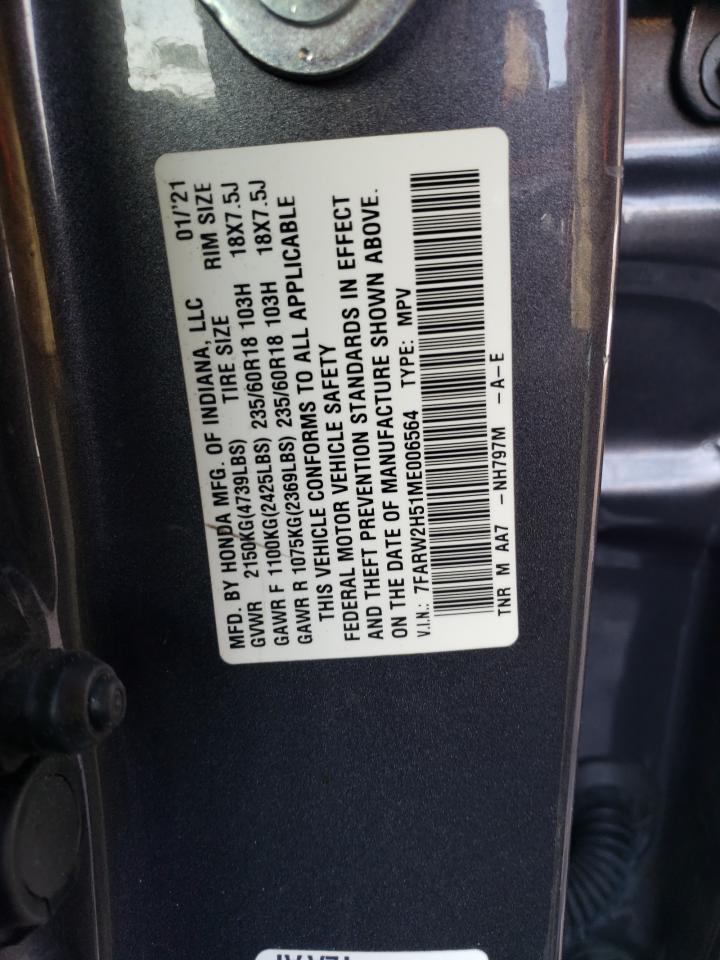 MFD. BY HONDA MFG. OF INDIANA, LLC 01/'21
GVWR 2150KG(4739LBS) TIRE SIZE RIM SIZE
GAWR F 1100KG(2425LBS) 235/60R18 103H 18X7.5J
GAWR R 1075KG(2369LBS) 235/60R18 103H 18X7.5J
THIS VEHICLE CONFORMS TO ALL APPLICABLE
FEDERAL MOTOR VEHICLE SAFETY
AND THEFT PREVENTION STANDARDS IN EFFECT
ON THE DATE OF MANUFACTURE SHOWN ABOVE.
V.I.N.: 7FARW2H51ME006564 TYPE: MPV
TNR M AA7 -NH797M -A-E